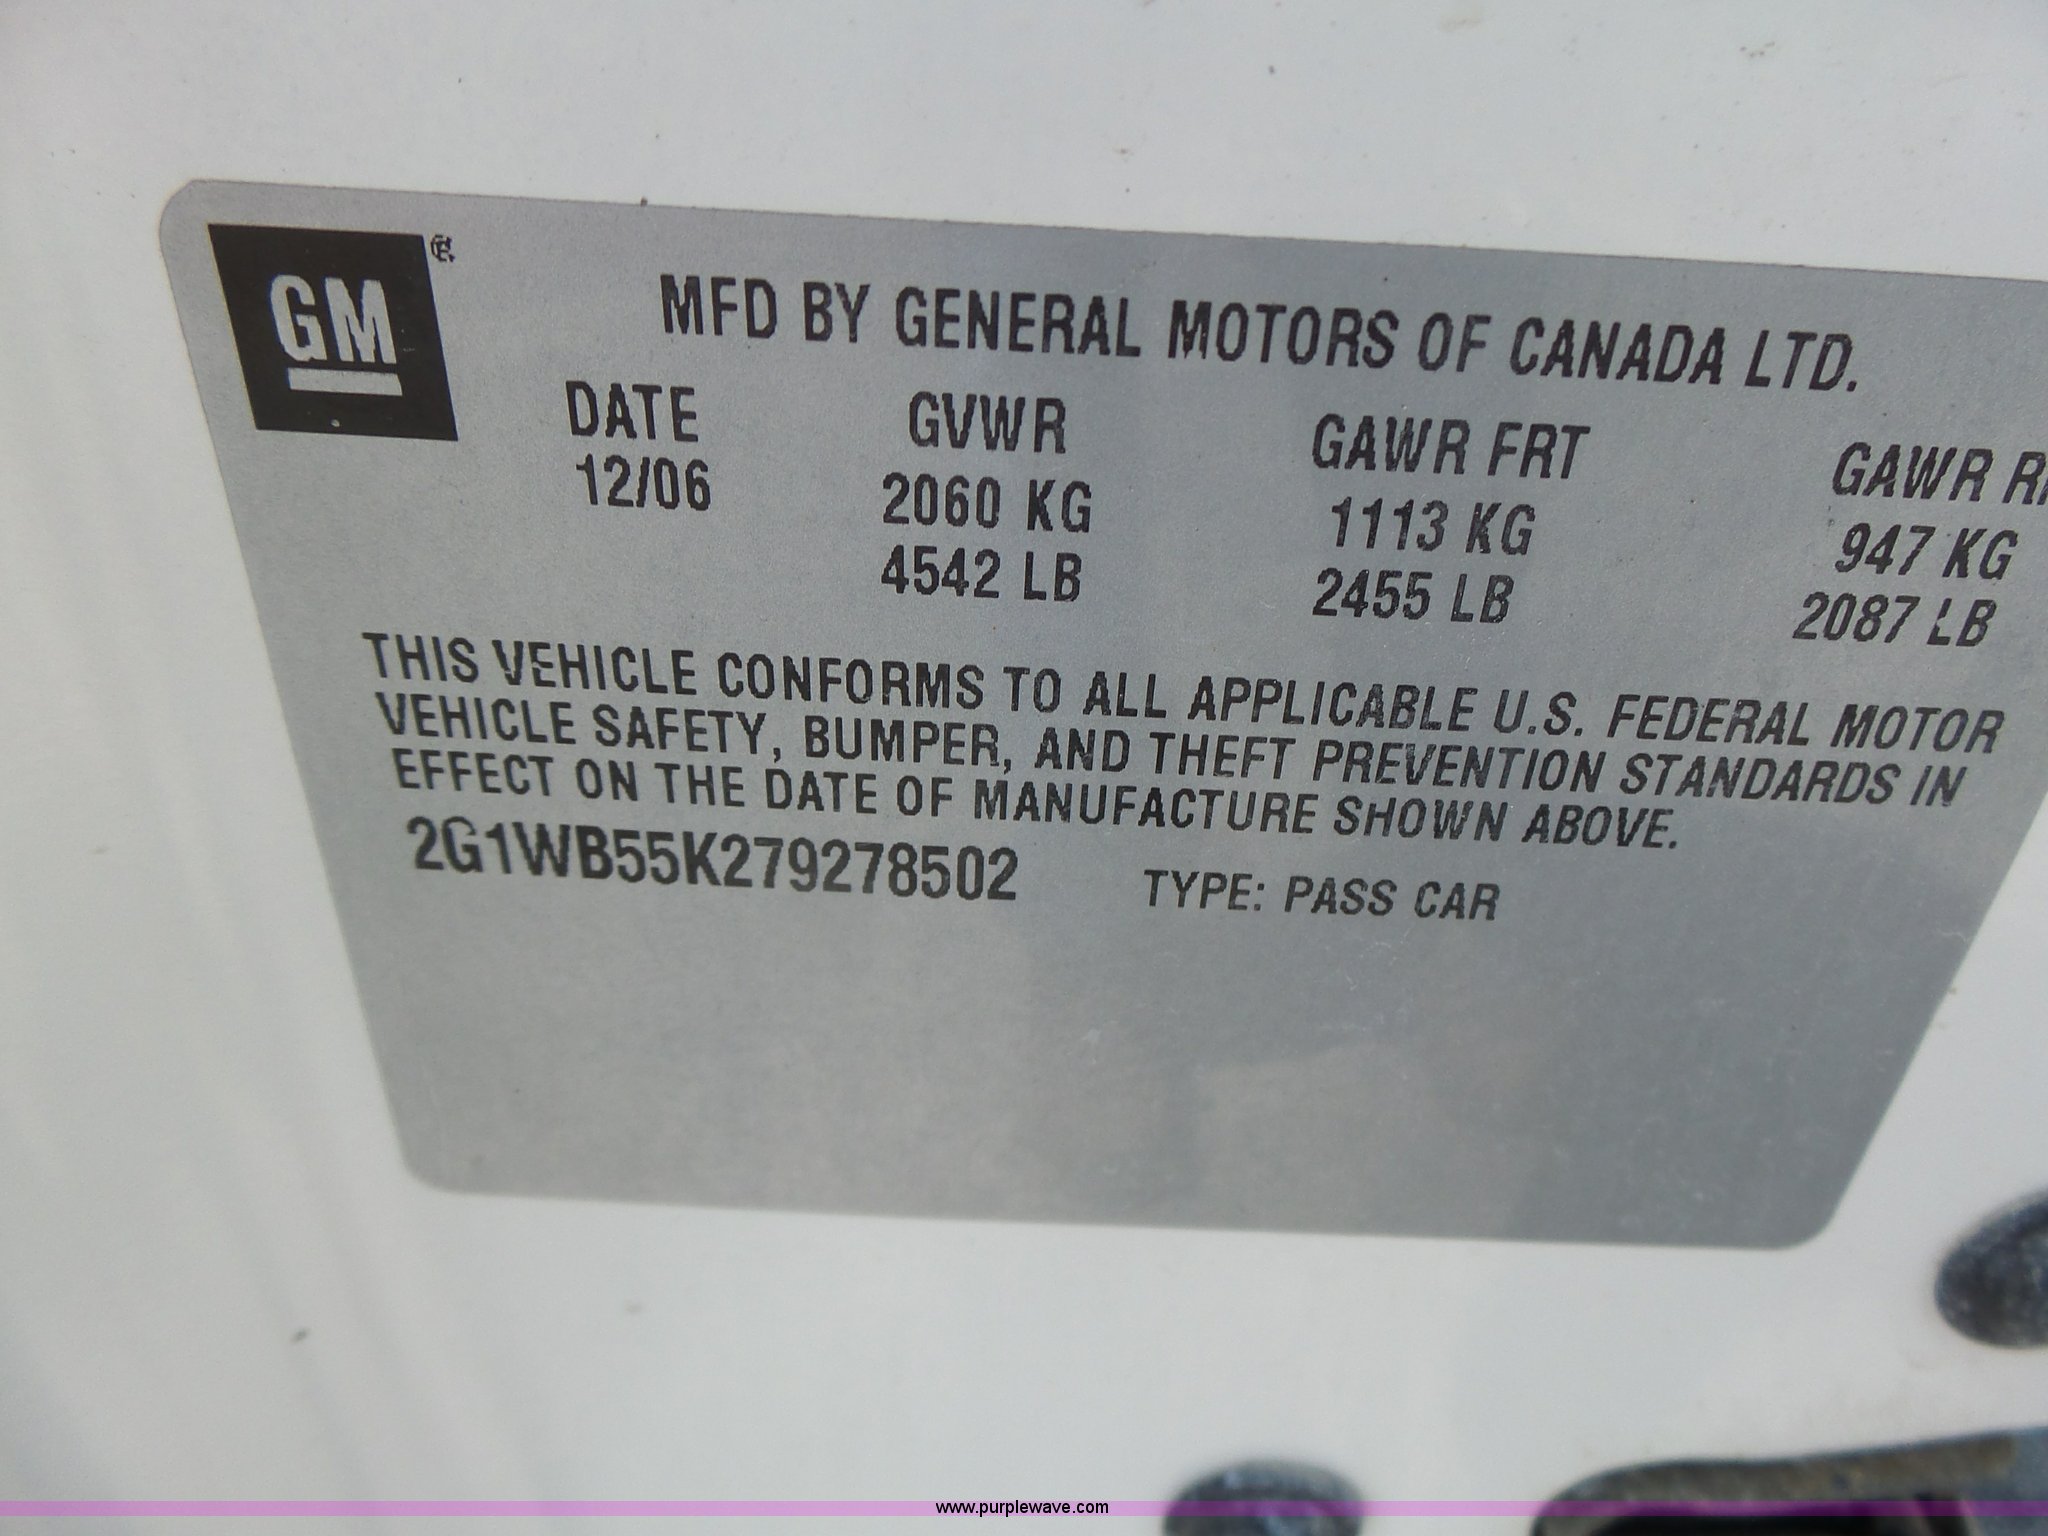 GM®
MFD BY GENERAL MOTORS OF CANADA LTD.
DATE GVWR GAWR FRT GAWR
12/06 2060 KG 1113 KG 947 KG
4542 LB 2455 LB 2087 LB
THIS VEHICLE CONFORMS TO ALL APPLICABLE U.S. FEDERAL MOTOR
VEHICLE SAFETY, BUMPER, AND THEFT PREVENTION STANDARDS IN
EFFECT ON THE DATE OF MANUFACTURE SHOWN ABOVE.
2G1WB55K279278502 TYPE: PASS CAR
www.purplewave.com